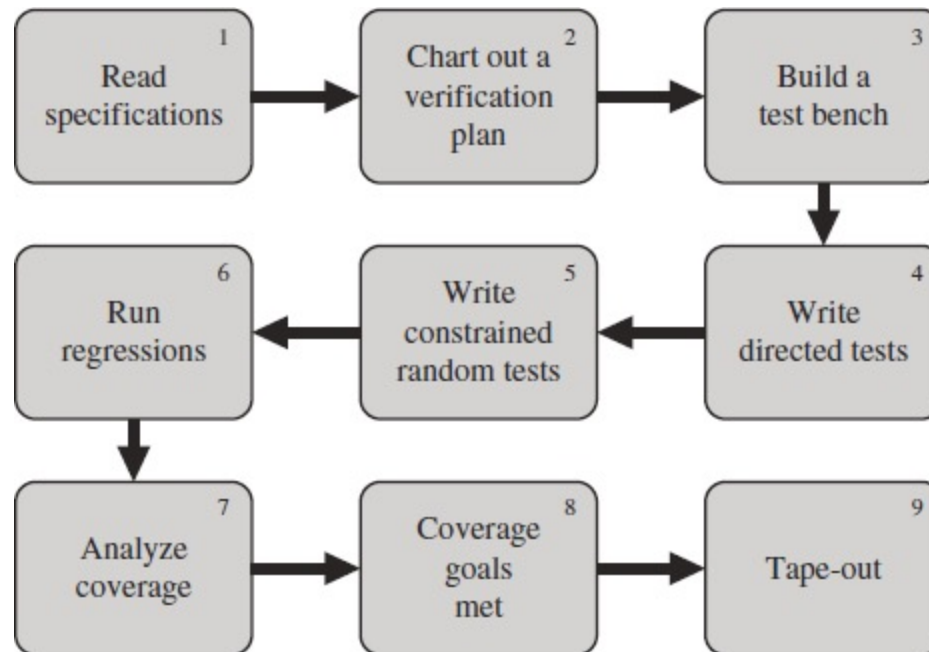 1
Read
specifications
2
Chart out a
verification
plan
3
Build a
test bench
4
Write
directed tests
5
Write
constrained
random tests
6
Run
regressions
7
Analyze
coverage
8
Coverage
goals
met
9
Tape-out